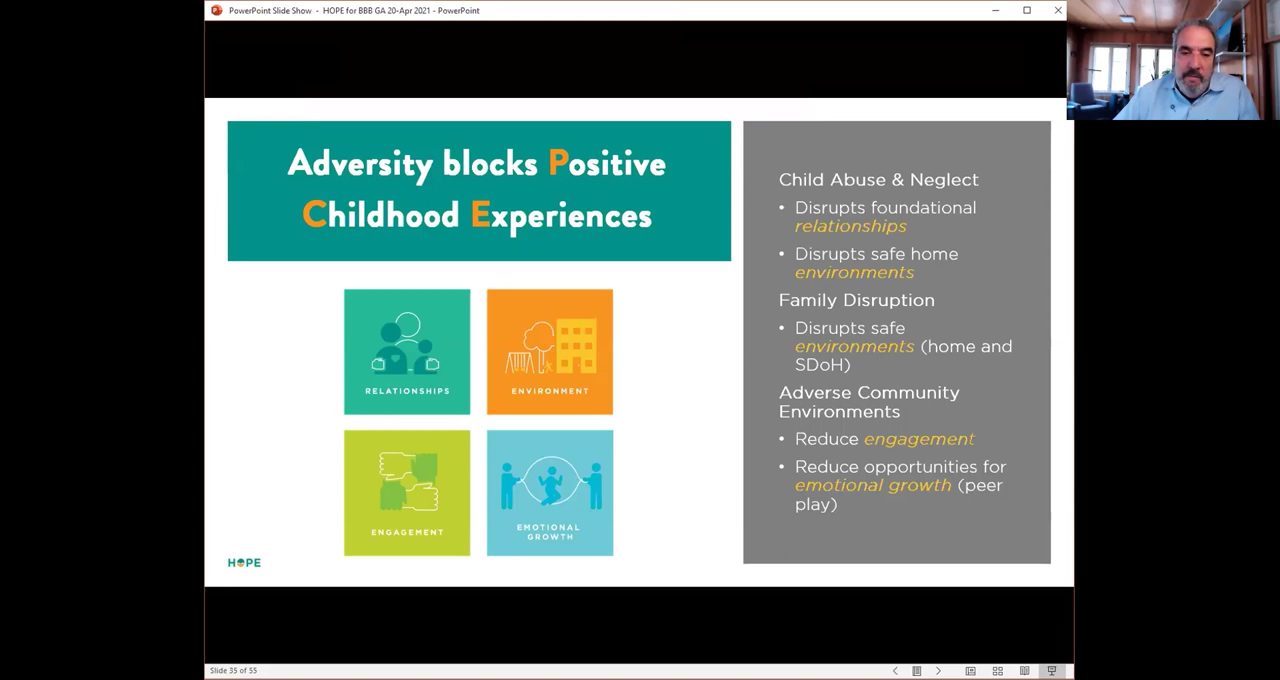 PowerPoint Slide Show - HOPE for BBB GA 20-Apr 2021 - PowerPoint
Adversity blocks Positive
Childhood Experiences
RELATIONSHIPS
ENVIRONMENT
ENGAGEMENT
EMOTIONAL
GROWTH
HOPE
Child Abuse & Neglect
• Disrupts foundational
relationships
• Disrupts safe home
environments
Family Disruption
• Disrupts safe
environments (home and
SDoH)
Adverse Community
Environments
• Reduce engagement
• Reduce opportunities for
emotional growth (peer
play)
Slide 35 of 55